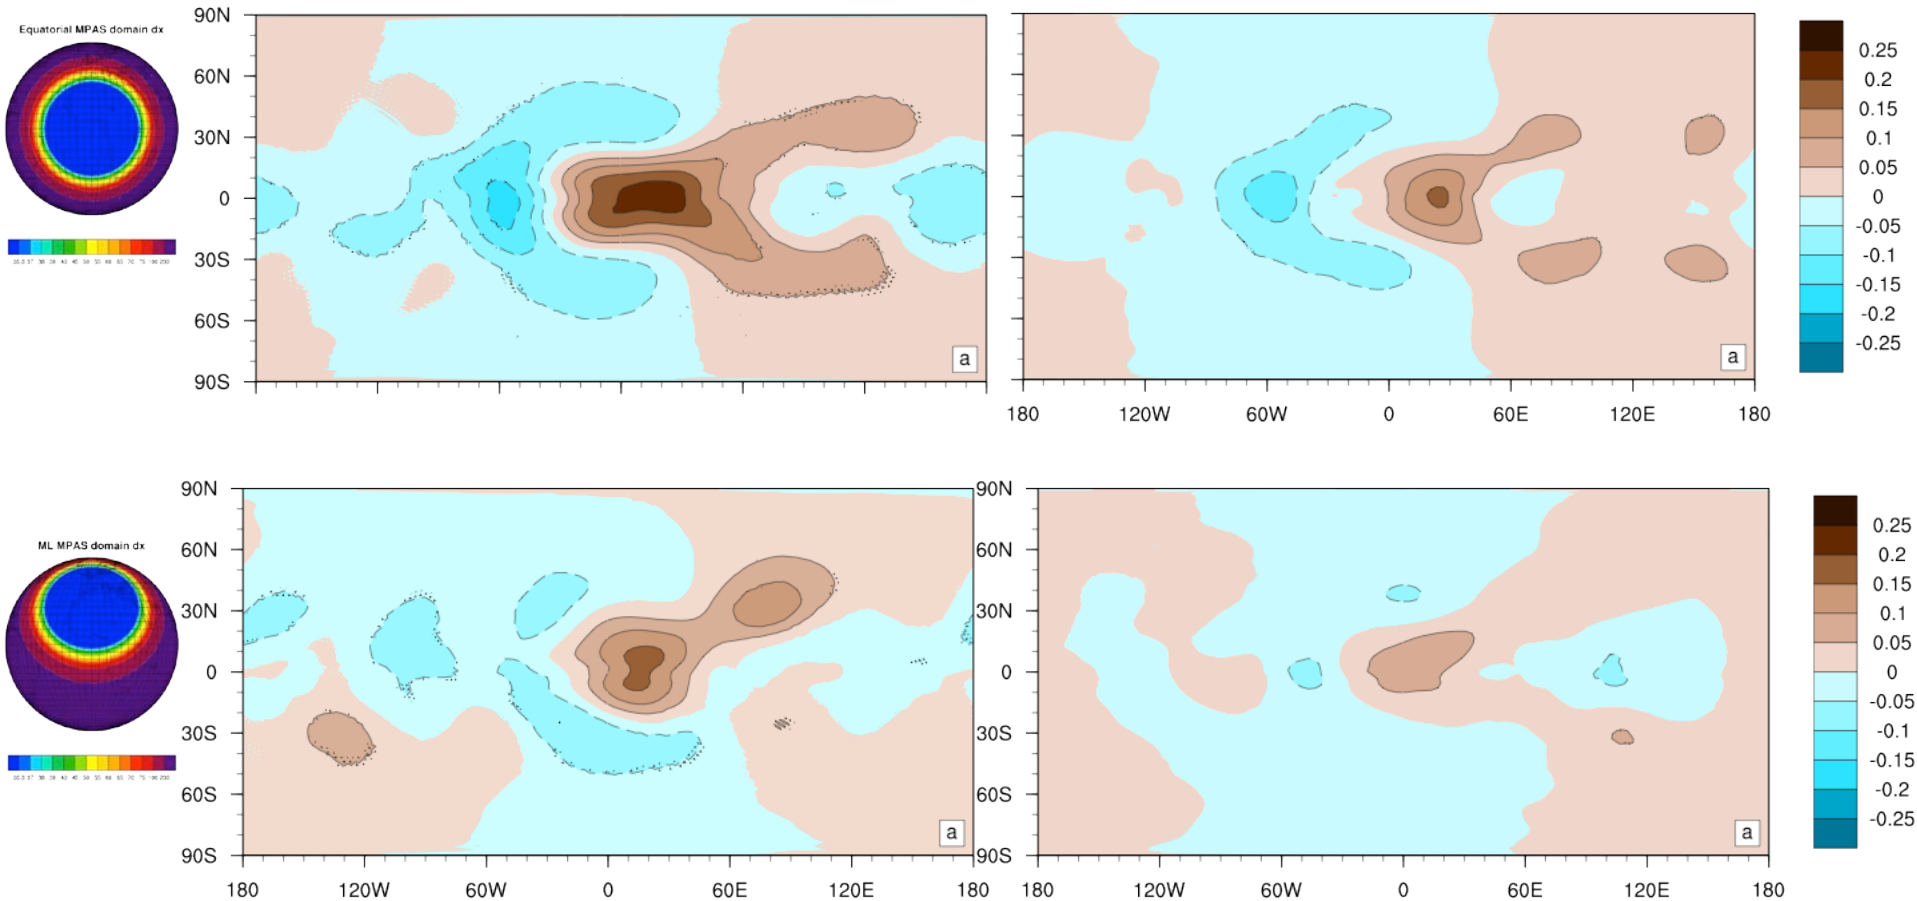 Equatorial MPAS domain dx
90N
60N
30N
0
30S
60S
90S
a
a
180 120W 60W 0 60E 120E 180
0.25
0.2
0.15
0.1
0.05
0
-0.05
-0.1
-0.15
-0.2
-0.25
ML MPAS domain dx
90N
60N
30N
0
30S
60S
90S
a
180 120W 60W 0 60E 120E 180
90N
60N
30N
0
30S
60S
90S
a
180 120W 60W 0 60E 120E 180
0.25
0.2
0.15
0.1
0.05
0
-0.05
-0.1
-0.15
-0.2
-0.25